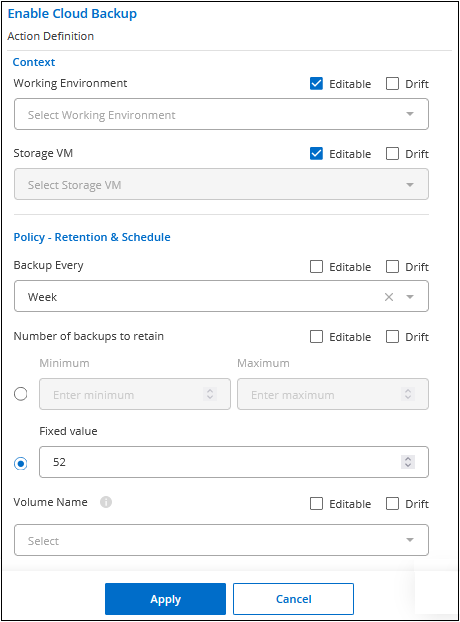 Enable Cloud Backup
Action Definition
Context
Working Environment Editable Drift
Select Working Environment
Storage VM Editable Drift
Select Storage VM
Policy - Retention & Schedule
Backup Every Editable Drift
Week
Number of backups to retain Editable Drift
Minimum Maximum
Enter minimum Enter maximum
Fixed value
52
Volume Name Editable Drift
Select
Apply Cancel